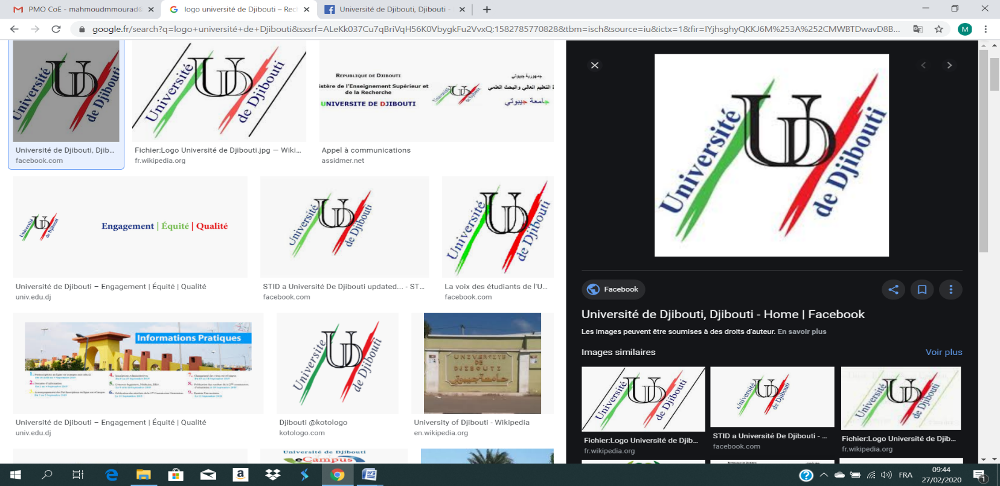 PMO CoE - mahmoudmmourad@
logo université de Djibouti – Rec
Université de Djibouti, Djibouti -
google.fr/search?q=logo+université+de+Djibouti&sxsrf=ALeKk037Cu7qBriVqH56K0VbygkFu2VvxQ:1582785770828&tbm=isch&source=iu&ictx=1&fir=IYjhsghyQKKJ6M%253A%252CMWBTDwavD8B...
M
Université
UD
de Djibouti
Université de Djibouti, Djib...
facebook.com
Université
UD
de Djibouti
Fichier:Logo Université de Djibouti.jpg — Wiki...
fr.wikipedia.org
REPUBLIQUE DE DJIBOUTI
istère de l'Enseignement Supérieur et
de la Recherche
UNIVERSITE DE DJIBOUTI
Université
UD
de Djibouti
جمهورية جيبوتي
ة التعليم العالي والبحث العلمي
جامعة جيبوتي
Appel à communications
assidmer.net
Université
UD
de Djibouti
Engagement | Équité | Qualité
Université de Djibouti – Engagement | Équité | Qualité
univ.edu.dj
Université
UD
de Djibouti
STID a Université De Djibouti updated... - ST...
facebook.com
Université
UD
de Djibouti
La voix des étudiants de l'U...
facebook.com
Informations Pratiques
1.
2.
3.
4.
5.
6.
7.
8.
9.
Université de Djibouti – Engagement | Équité | Qualité
univ.edu.dj
Université
UD
de Djibouti
Djibouti @kotologo
kotologo.com
UNIVERSITE
DE
DJIBOUTI
جامعة جيبوتي
University of Djibouti - Wikipedia
en.wikipedia.org
Université de Djibouti
eCampus
Université
UD
de Djibouti
Facebook
Université de Djibouti, Djibouti - Home | Facebook
Les images peuvent être soumises à des droits d'auteur. En savoir plus
Images similaires
Voir plus
Université
UD
de Djibouti
Fichier:Logo Université de Djib...
fr.wikipedia.org
Université
UD
de Djibouti
STID a Université De Djibouti - ...
facebook.com
Université
UD
de Djibouti
Fichier:Logo Université de Djib...
fr.wikipedia.org
FRA
09:44
27/02/2020
1